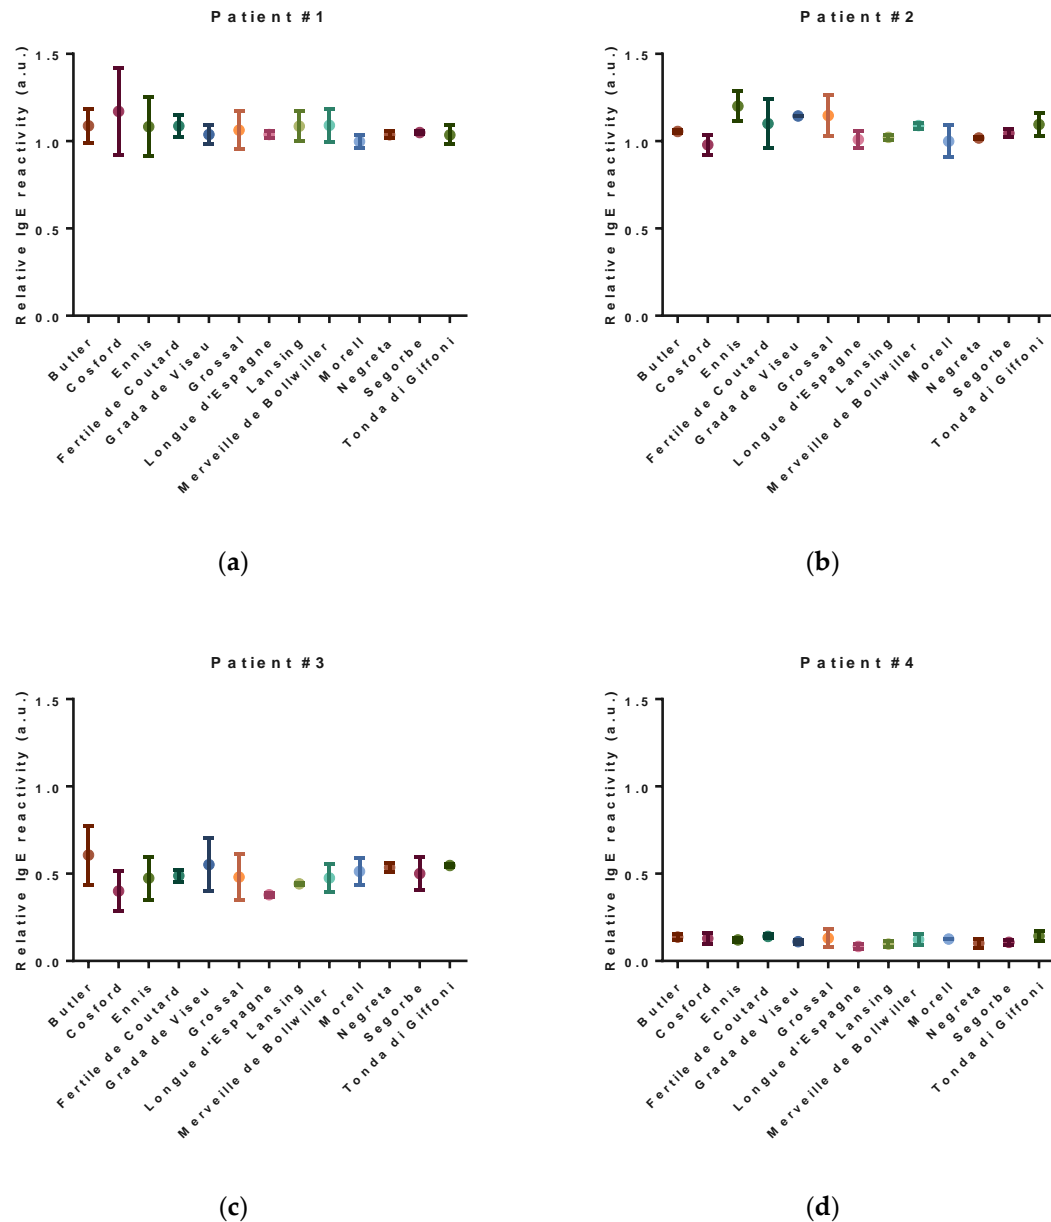 Patient #1
Relative IgE reactivity (a.u.)
1.5
1.0
0.5
0.0
Butler
Cosford
Ennis
Fertile de Coutard
Grada de Viseu
Grossal
Longue d'Espagne
Lansing
Merveille de Bollwiller
Morell
Negreta
Segorbe
Tonda di Giffoni
(a)
Patient #2
Relative IgE reactivity (a.u.)
1.5
1.0
0.5
0.0
Butler
Cosford
Ennis
Fertile de Coutard
Grada de Viseu
Grossal
Longue d'Espagne
Lansing
Merveille de Bollwiller
Morell
Negreta
Segorbe
Tonda di Giffoni
(b)
Patient #3
Relative IgE reactivity (a.u.)
1.5
1.0
0.5
0.0
Butler
Cosford
Ennis
Fertile de Coutard
Grada de Viseu
Grossal
Longue d'Espagne
Lansing
Merveille de Bollwiller
Morell
Negreta
Segorbe
Tonda di Giffoni
(c)
Patient #4
Relative IgE reactivity (a.u.)
1.5
1.0
0.5
0.0
Butler
Cosford
Ennis
Fertile de Coutard
Grada de Viseu
Grossal
Longue d'Espagne
Lansing
Merveille de Bollwiller
Morell
Negreta
Segorbe
Tonda di Giffoni
(d)